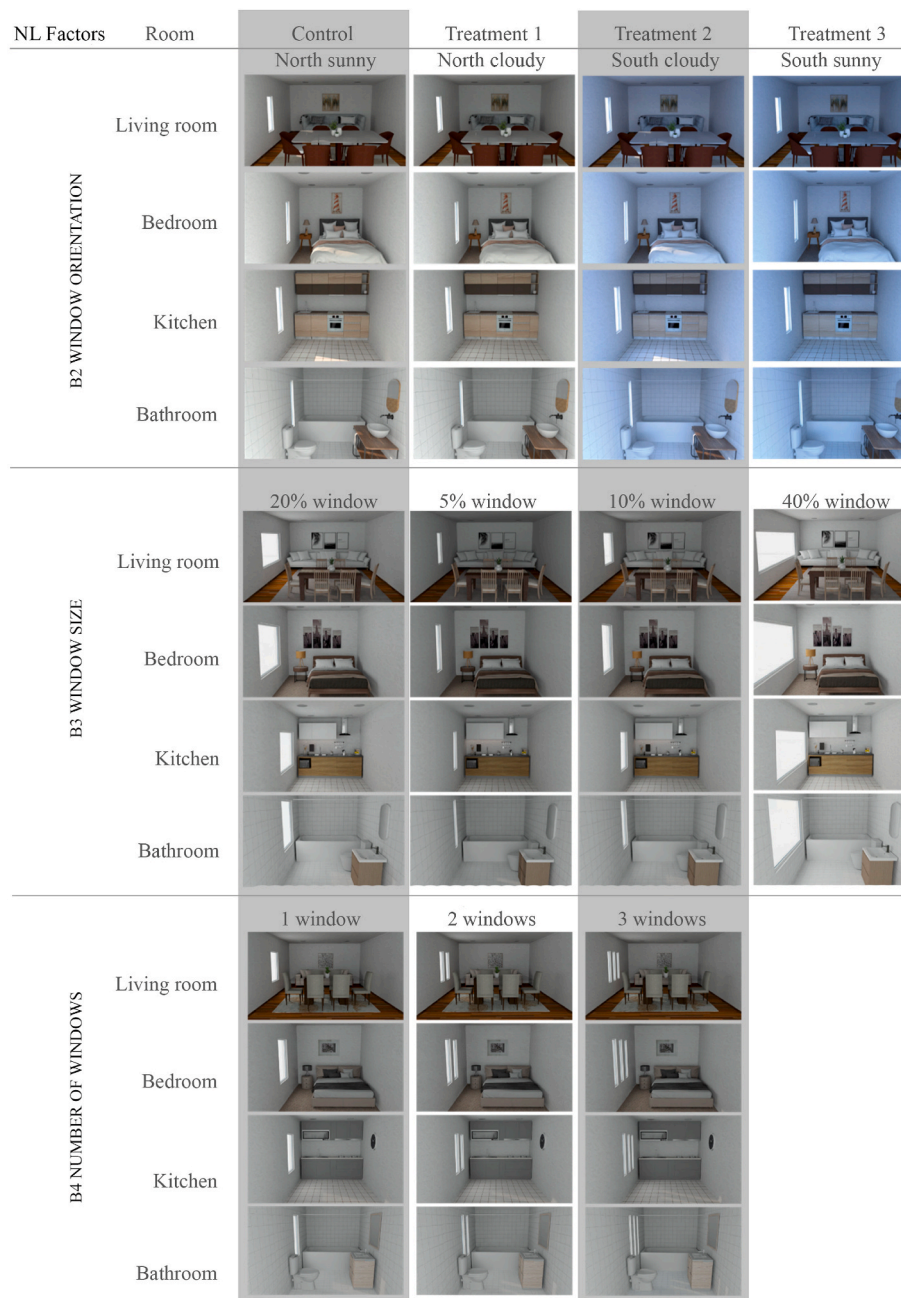 NL Factors Room Control Treatment 1 Treatment 2 Treatment 3
North sunny North cloudy South cloudy South sunny
B2 WINDOW ORIENTATION
Living room
Bedroom
Kitchen
Bathroom
20% window 5% window 10% window 40% window
B3 WINDOW SIZE
Living room
Bedroom
Kitchen
Bathroom
1 window 2 windows 3 windows
B4 NUMBER OF WINDOWS
Living room
Bedroom
Kitchen
Bathroom